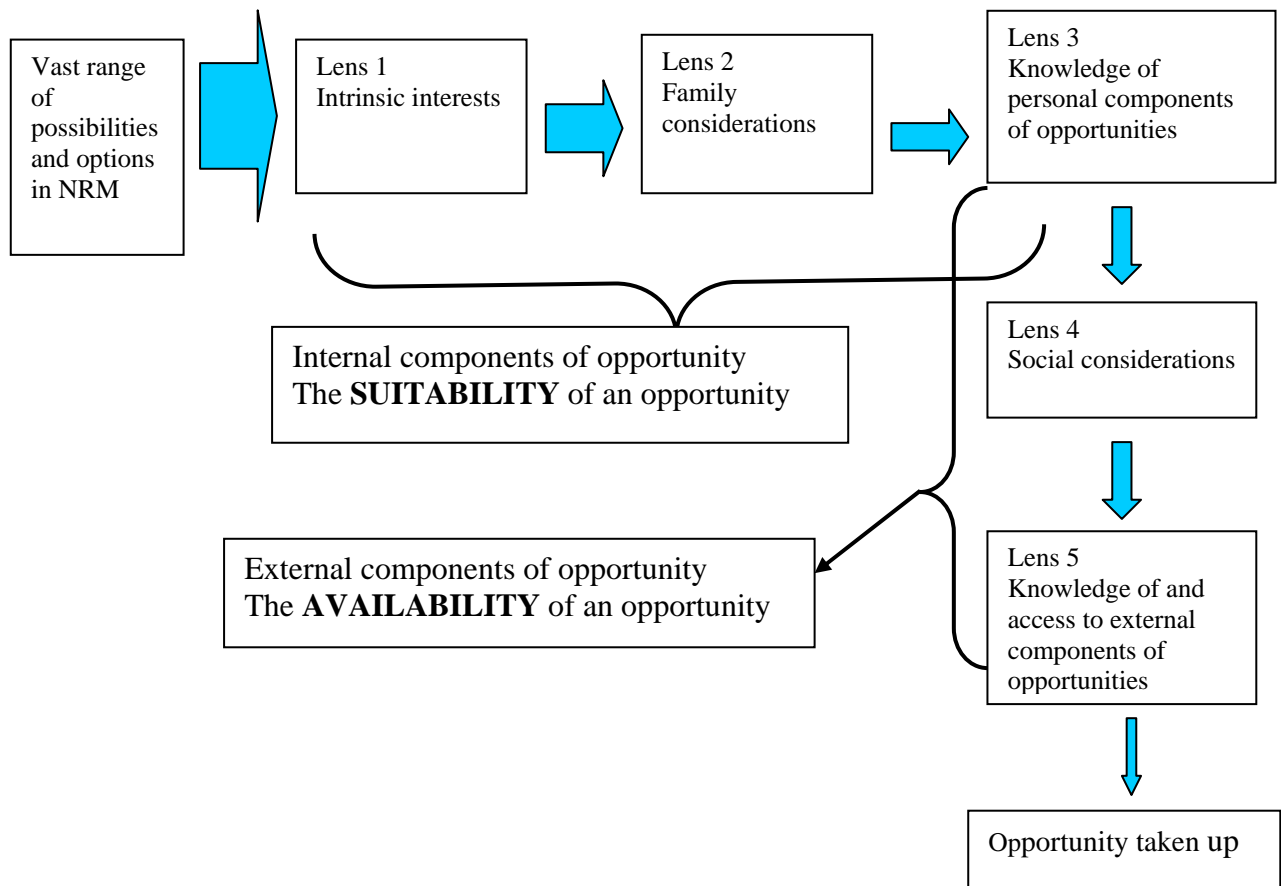 Vast range
of
possibilities
and options
in NRM
Lens 1
Intrinsic interests
Lens 2
Family
considerations
Lens 3
Knowledge of
personal components
of opportunities
Internal components of opportunity
The SUITABILITY of an opportunity
Lens 4
Social considerations
External components of opportunity
The AVAILABILITY of an opportunity
Lens 5
Knowledge of and
access to external
components of
opportunities
Opportunity taken up